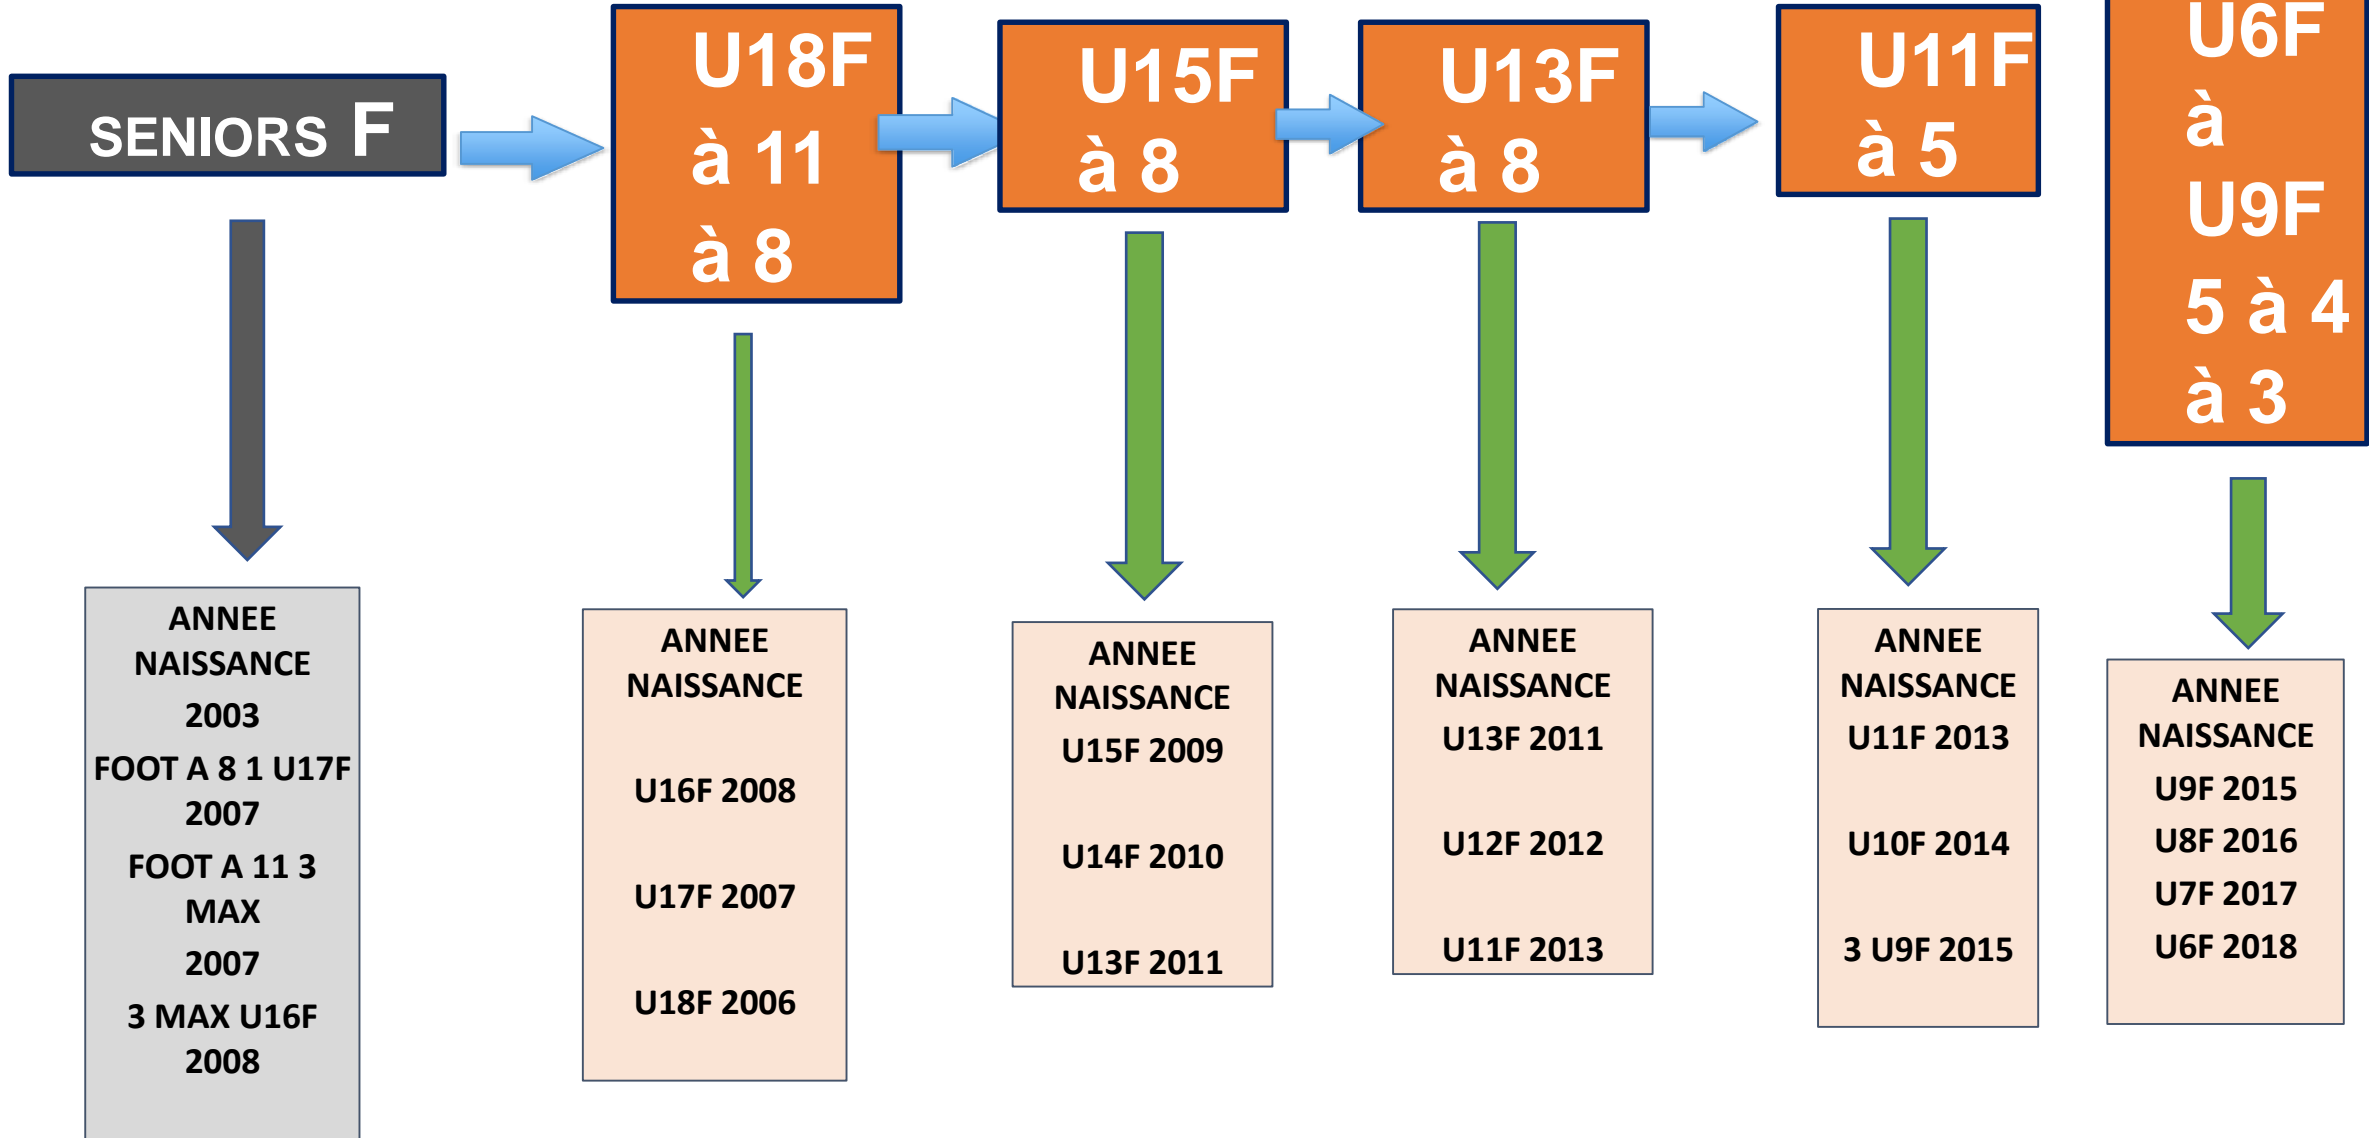 SENIORS F
U18F
à 11
à 8
U15F
à 8
U13F
à 8
U11F
à 5
U6F
à
U9F
5 à 4
à 3
ANNEE
NAISSANCE
2003
FOOT A 8 1 U17F
2007
FOOT A 11 3
MAX
2007
3 MAX U16F
2008
ANNEE
NAISSANCE
U16F 2008
U17F 2007
U18F 2006
ANNEE
NAISSANCE
U15F 2009
U14F 2010
U13F 2011
ANNEE
NAISSANCE
U13F 2011
U12F 2012
U11F 2013
ANNEE
NAISSANCE
U11F 2013
U10F 2014
3 U9F 2015
ANNEE
NAISSANCE
U9F 2015
U8F 2016
U7F 2017
U6F 2018